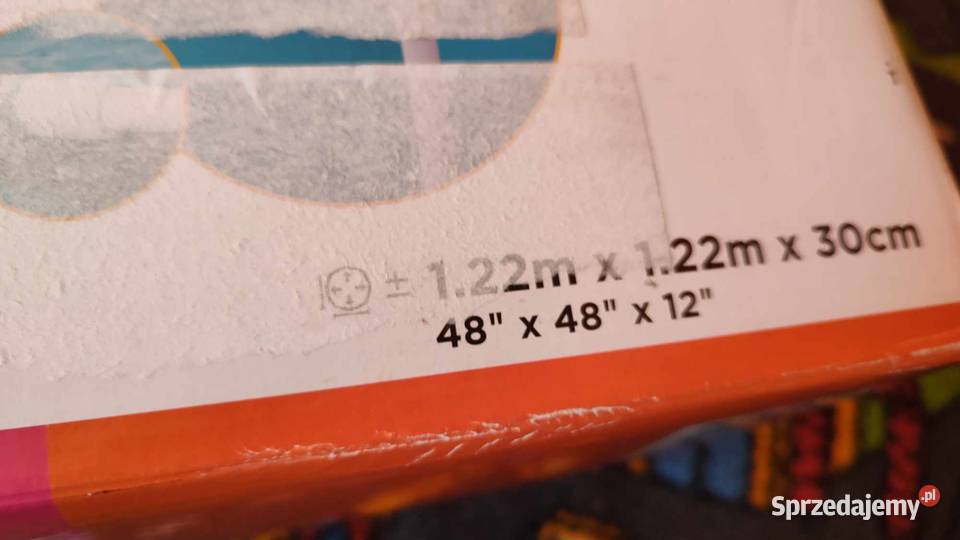 ± 1.22m x 1.22m x 30cm
48" x 48" x 12"
Sprzedajemy.pl